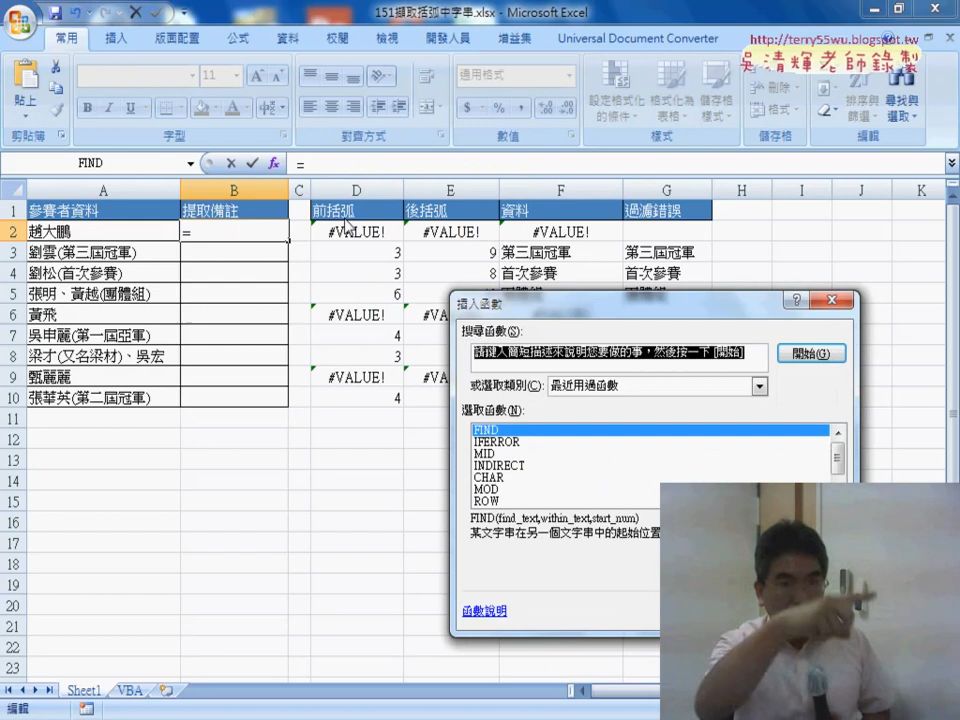 151擷取括弧中字串.xlsx - Microsoft Excel
常用 插入 版面配置 公式 資料 校閱 檢視 開發人員 增益集 Universal Document Converter
http://terry55wu.blogspot.tw
吳清輝老師錄製
貼上
11
B I U
通用格式
$ % ,
設定格式化的條件 格式化為表格 儲存格樣式
刪除
格式
排序與篩選 尋找與選取
剪貼簿 字型 對齊方式 數值 樣式 儲存格 編輯
FIND =
A B C D E F G H I J K
1 參賽者資料 提取備註 前括弧 後括弧 資料 過濾錯誤
2 趙大鵬 = #VALUE! #VALUE! #VALUE!
3 劉雲(第三屆冠軍) 3 9 第三屆冠軍 第三屆冠軍
4 劉松(首次參賽) 3 8 首次參賽 首次參賽
5 張明、黃越(團體組) 6
6 黃飛 #VALUE!
7 吳申麗(第一屆亞軍) 4
8 梁才(又名梁材)、吳宏 3
9 甄麗麗 #VALUE!
10 張華英(第二屆冠軍) 4
11
12
13
14
15
16
17
18
19
20
21
22
23
插入函數
搜尋函數(S):
請鍵入簡短描述來說明您要做的事，然後按一下 [開始]
開始(G)
或選取類別(C): 最近用過函數
選取函數(N):
FIND
IFERROR
MID
INDIRECT
CHAR
MOD
ROW
FIND(find_text,within_text,start_num)
某文字串在另一個文字串中的起始位置
函數說明
Sheet1 VBA
編輯